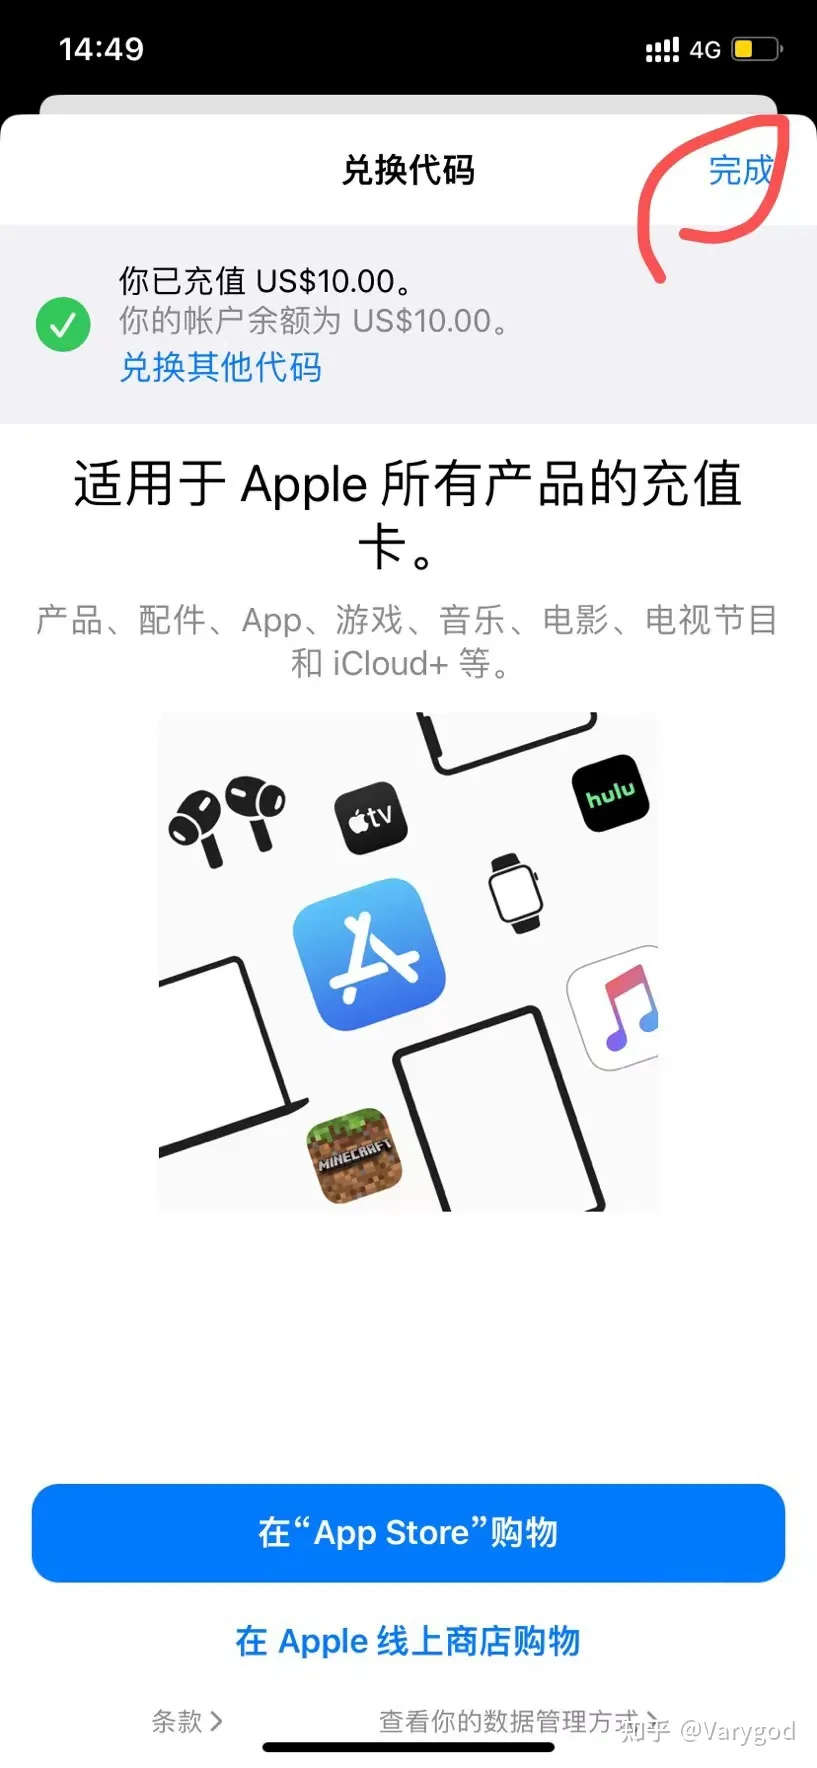 14:49
4G
兑换代码
完成
你已充值 US$10.00。
你的帐户余额为 US$10.00。
兑换其他代码
适用于 Apple 所有产品的充值
卡。
产品、配件、App、游戏、音乐、电影、电视节目
和 iCloud+ 等。
tv
hulu
MINECRAFT
在“App Store”购物
在 Apple 线上商店购物
条款
查看你的数据管理方式
知乎 @Varygod